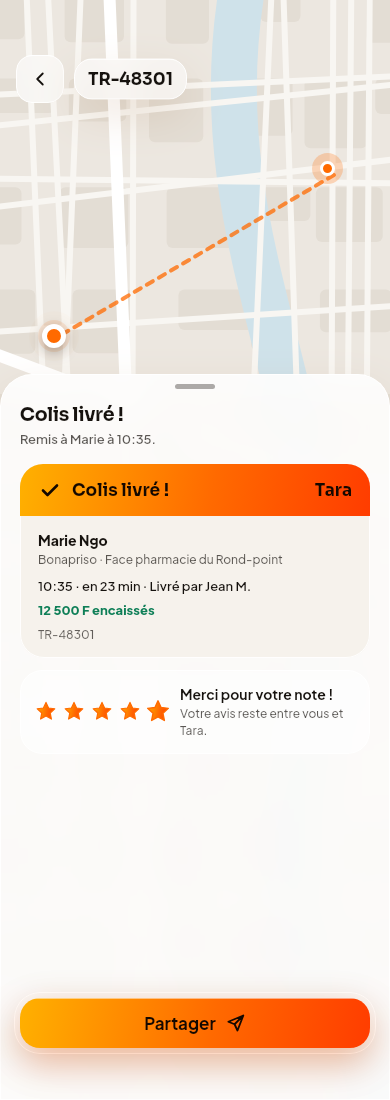 TR-48301
Colis livré !
Remis à Marie à 10:35.
Colis livré ! Tara
Marie Ngo
Bonapriso · Face pharmacie du Rond-point
10:35 · en 23 min · Livré par Jean M.
12 500 F encaissés
TR-48301
Merci pour votre note !
Votre avis reste entre vous et
Tara.
Partager